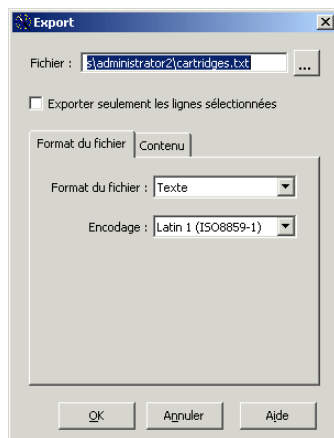 Export
Fichier : s\administrator2\cartridges.txt ...
Exporter seulement les lignes sélectionnées
Format du fichier Contenu
Format du fichier : Texte
Encodage : Latin 1 (ISO8859-1)
OK Annuler Aide